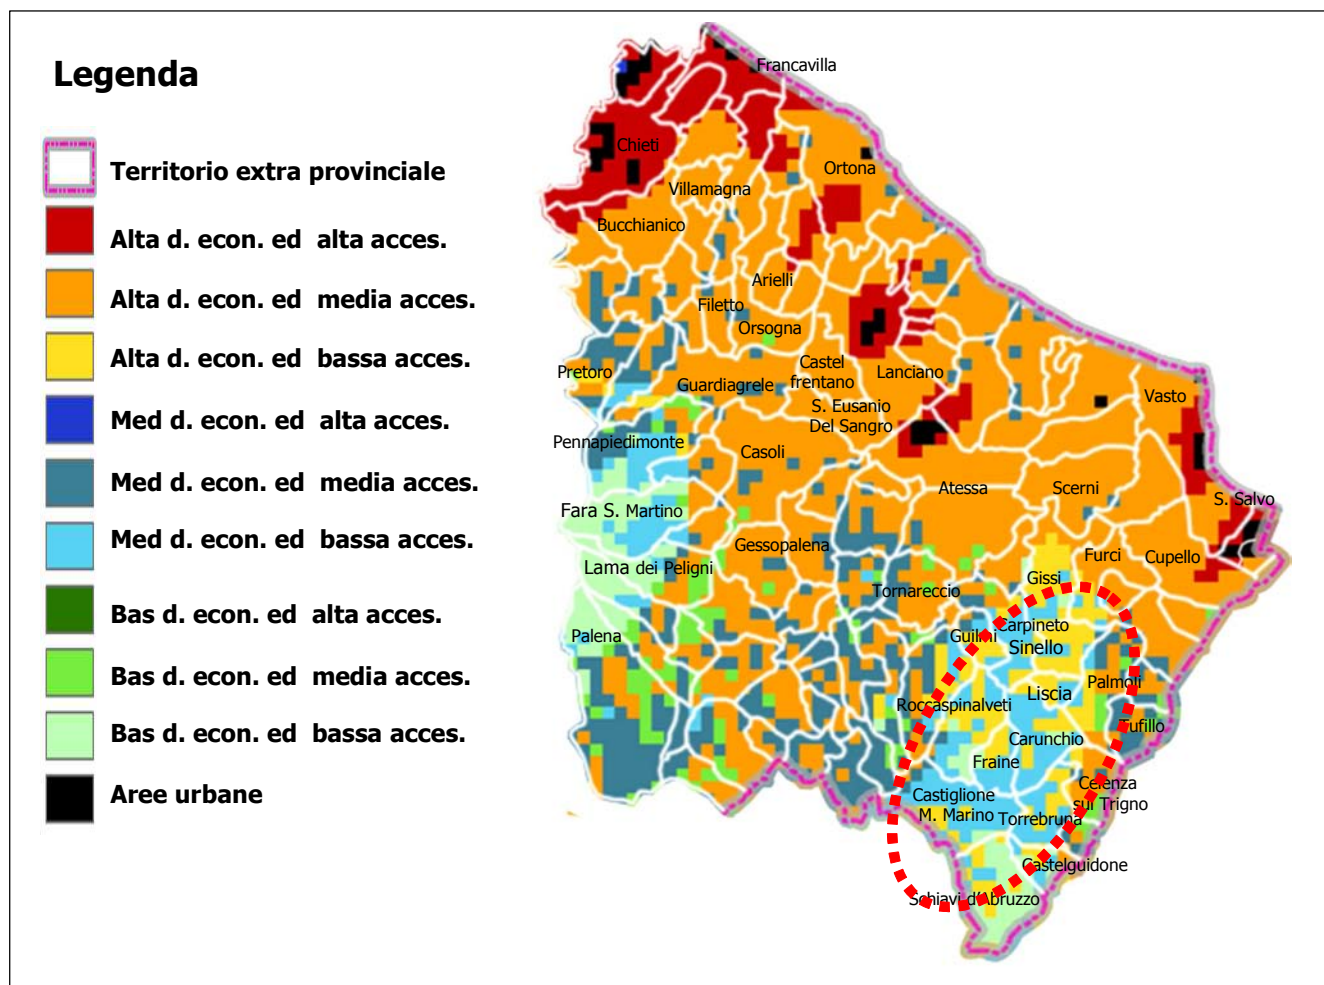 Legenda
Territorio extra provinciale
Alta d. econ. ed alta acces.
Alta d. econ. ed media acces.
Alta d. econ. ed bassa acces.
Med d. econ. ed alta acces.
Med d. econ. ed media acces.
Med d. econ. ed bassa acces.
Bas d. econ. ed alta acces.
Bas d. econ. ed media acces.
Bas d. econ. ed bassa acces.
Aree urbane
Francavilla
Chieti
Ortona
Villamagna
Bucchianico
Arielli
Filetto
Orsogna
Castel
frentano
Lanciano
Pretoro
Guardiagrele
Vasto
S. Eusanio
Del Sangro
Pennapiedimonte
Casoli
Atessa
Scerni
S. Salvo
Fara S. Martino
Gessopalena
Furci
Cupello
Lama dei Peligni
Gissi
Tornareccio
Palena
Guilmi
Carpineto
Sinello
Liscia
Palmoli
Roccaspinalveti
Tufillo
Carunchio
Fraine
Celenza
sul Trigno
Castiglione
M. Marino
Torrebruna
Castelguidone
Schiavi d'Abruzzo